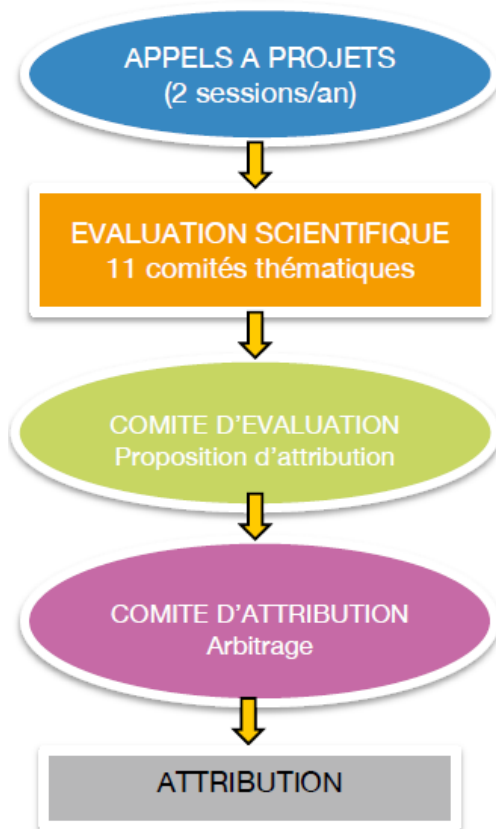 APPELS A PROJETS
(2 sessions/an)
EVALUATION SCIENTIFIQUE
11 comités thématiques
COMITE D'EVALUATION
Proposition d'attribution
COMITE D'ATTRIBUTION
Arbitrage
ATTRIBUTION